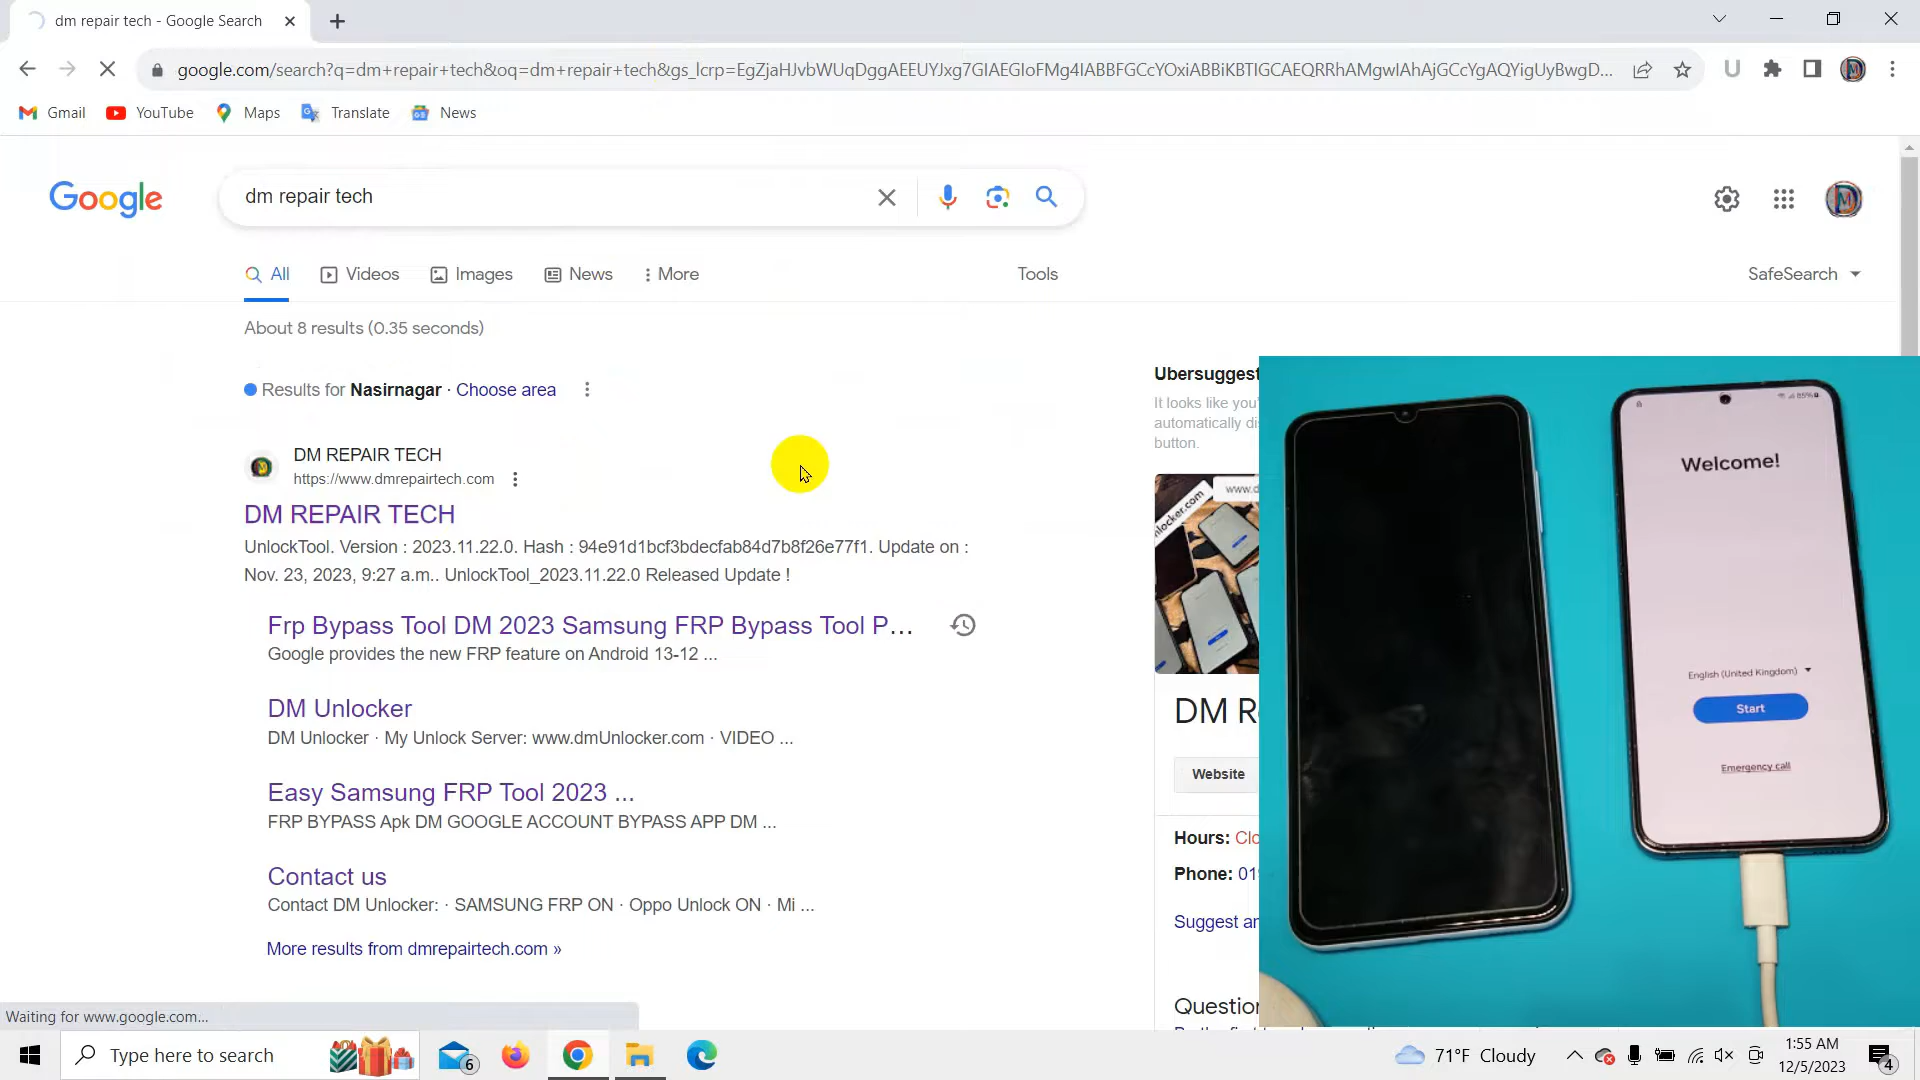 dm repair tech - Google Search
google.com/search?q=dm+repair+tech&oq=dm+repair+tech&gs_lcrp=EgZjaHJvbWUqDggAEEUYJxg7GIAEGIoFMg4IABBFGCcYOxiABBiKBTIGCAEQRRhAMgwIAhAjGCcYgAQYigUyBwgD...
Gmail YouTube Maps Translate News
Google
dm repair tech
All Videos Images News More Tools SafeSearch
About 8 results (0.35 seconds)
Results for Nasirnagar · Choose area
DM REPAIR TECH
https://www.dmrepairtech.com
DM REPAIR TECH
UnlockTool. Version : 2023.11.22.0. Hash : 94e91d1bcf3bdecfab84d7b8f26e77f1. Update on :
Nov. 23, 2023, 9:27 a.m.. UnlockTool_2023.11.22.0 Released Update !
Frp Bypass Tool DM 2023 Samsung FRP Bypass Tool P...
Google provides the new FRP feature on Android 13-12 ...
DM Unlocker
DM Unlocker · My Unlock Server: www.dmUnlocker.com · VIDEO ...
Easy Samsung FRP Tool 2023 ...
FRP BYPASS Apk DM GOOGLE ACCOUNT BYPASS APP DM ...
Contact us
Contact DM Unlocker: · SAMSUNG FRP ON · Oppo Unlock ON · Mi ...
More results from dmrepairtech.com »
Ubersuggest
It looks like you'
automatically di
button.
nlocker.com
www.d
DM R
Website
Hours: Clo
Phone: 01
Suggest an
Question
85%
Welcome!
English (United Kingdom)
Start
Emergency call
Waiting for www.google.com...
Type here to search
6
71°F Cloudy
1:55 AM
12/5/2023
4